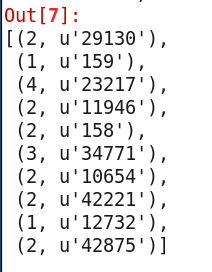 Out[7]:
[(2, u'29130'),
(1, u'159'),
(4, u'23217'),
(2, u'11946'),
(2, u'158'),
(3, u'34771'),
(2, u'10654'),
(2, u'42221'),
(1, u'12732'),
(2, u'42875')]